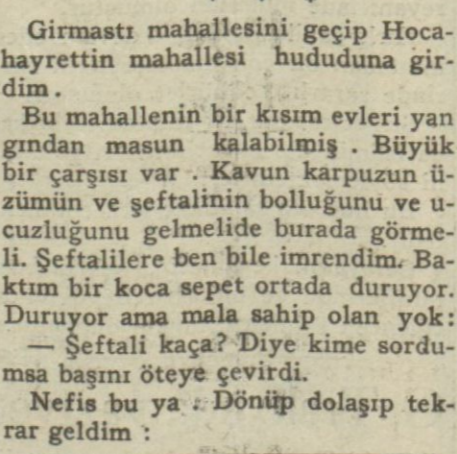 Girmastı mahallesini geçip Hoca-
hayrettin mahallesi hududuna gir-
dim.
Bu mahallenin bir kısım evleri yan
gından masun kalabilmiş . Büyük
bir çarşısı var . Kavun karpuzun ü-
zümün ve şeftalinin bolluğunu ve u-
cuzluğunu gelmelide burada görme-
li. Şeftalilere ben bile imrendim. Ba-
ktım bir koca sepet ortada duruyor.
Duruyor ama mala sahip olan yok:
— Şeftali kaça? Diye kime sordu-
msa başını öteye çevirdi.
Nefis bu ya . Dönüp dolaşıp tek-
rar geldim :